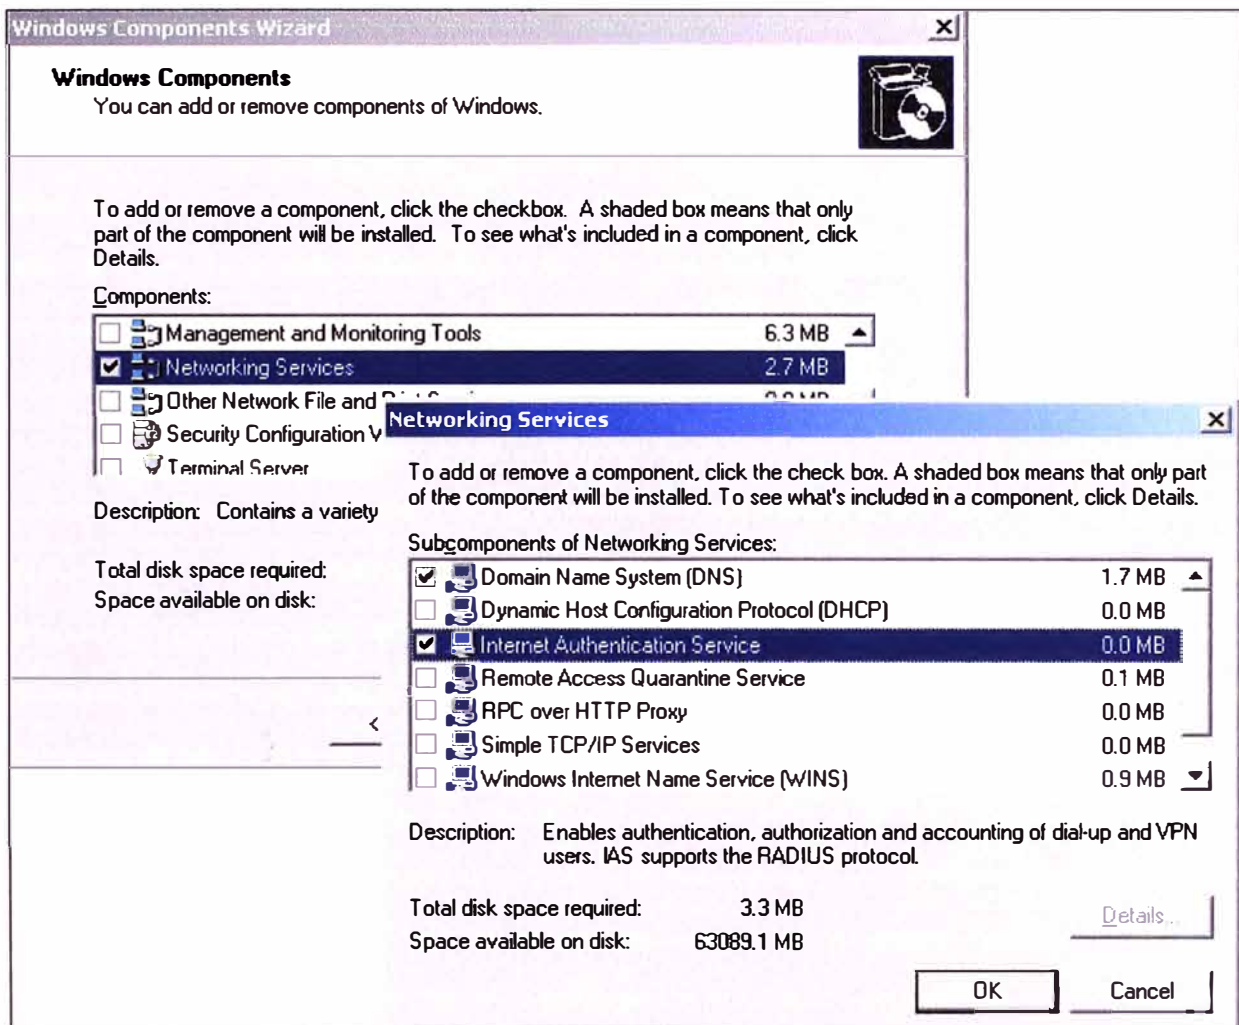 Windows Components Wizard
Windows Components
You can add or remove components of Windows.
To add or remove a component, click the checkbox. A shaded box means that only
part of the component will be installed. To see what's included in a component, click
Details.
Components:
Management and Monitoring Tools 6.3 MB
Networking Services 2.7 MB
Other Network File and
Security Configuration
Terminal Server
Description: Contains a variety
Total disk space required:
Space available on disk:
<
Networking Services
To add or remove a component, click the check box. A shaded box means that only part
of the component will be installed. To see what's included in a component, click Details.
Subcomponents of Networking Services:
Domain Name System (DNS) 1.7 MB
Dynamic Host Configuration Protocol (DHCP) 0.0 MB
Internet Authentication Service 0.0 MB
Remote Access Quarantine Service 0.1 MB
RPC over HTTP Proxy 0.0 MB
Simple TCP/IP Services 0.0 MB
Windows Internet Name Service (WINS) 0.9 MB
Description: Enables authentication, authorization and accounting of dial-up and VPN
users. IAS supports the RADIUS protocol.
Total disk space required: 3.3 MB
Space available on disk: 63089.1 MB
Details...
OK Cancel